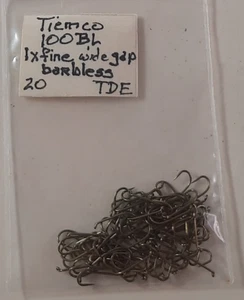 Tiemco
100BL
1x fine wide gap
barbless
20 TDE